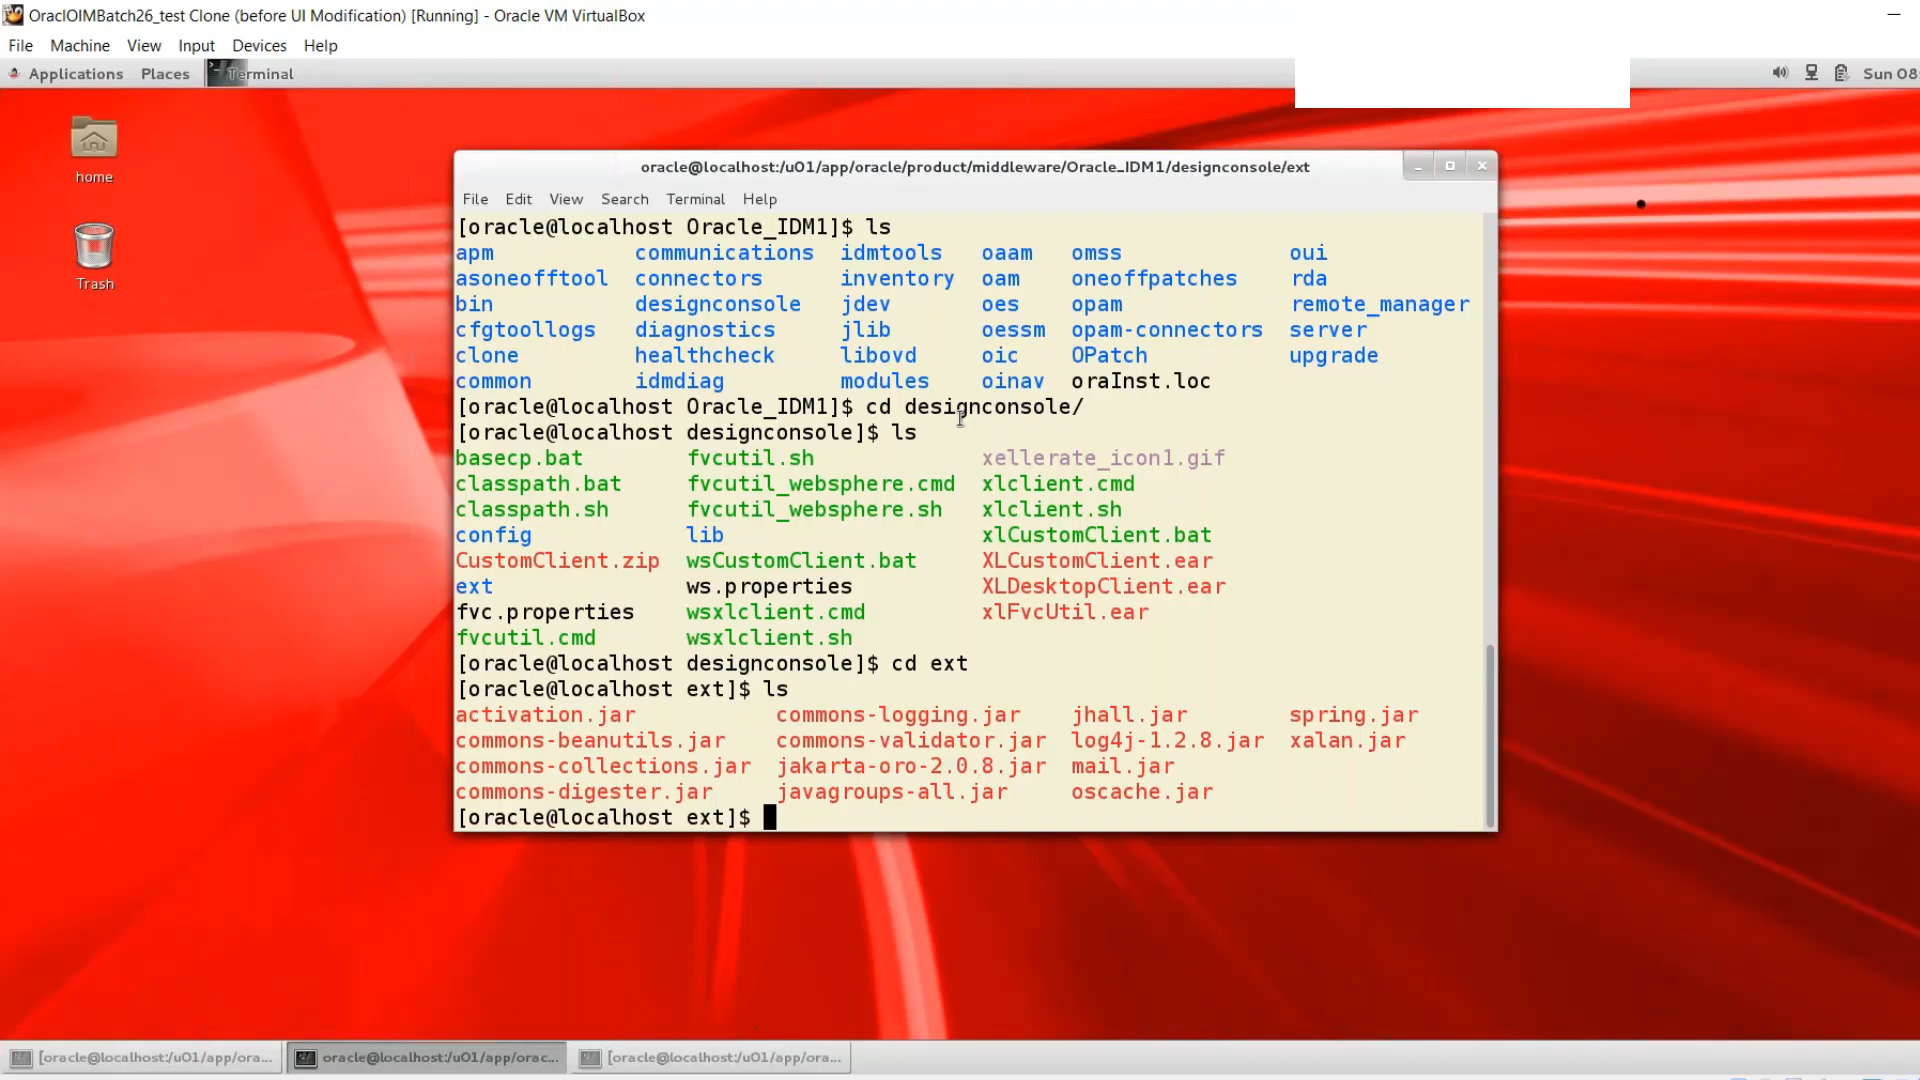 OraclOIMBatch26_test Clone (before UI Modification) [Running] - Oracle VM VirtualBox
File Machine View Input Devices Help
Applications Places Terminal Sun 08
home
Trash
oracle@localhost:/u01/app/oracle/product/middleware/Oracle_IDM1/designconsole/ext
File Edit View Search Terminal Help
[oracle@localhost Oracle_IDM1]$ ls
apm communications idmtools oaam omss oui
asoneofftool connectors inventory oam oneoffpatches rda
bin designconsole jdev oes opam remote_manager
cfgtoollogs diagnostics jlib oessm opam-connectors server
clone healthcheck libovd oic OPatch upgrade
common idmdiag modules oinav oraInst.loc
[oracle@localhost Oracle_IDM1]$ cd designconsole/
[oracle@localhost designconsole]$ ls
basecp.bat fvcutil.sh xellerate_icon1.gif
classpath.bat fvcutil_websphere.cmd xlclient.cmd
classpath.sh fvcutil_websphere.sh xlclient.sh
config lib xlCustomClient.bat
CustomClient.zip wsCustomClient.bat XLCustomClient.ear
ext ws.properties XLDesktopClient.ear
fvc.properties wsxlclient.cmd xlFvcUtil.ear
fvcutil.cmd wsxlclient.sh
[oracle@localhost designconsole]$ cd ext
[oracle@localhost ext]$ ls
activation.jar commons-logging.jar jhall.jar spring.jar
commons-beanutils.jar commons-validator.jar log4j-1.2.8.jar xalan.jar
commons-collections.jar jakarta-oro-2.0.8.jar mail.jar
commons-digester.jar javagroups-all.jar oscache.jar
[oracle@localhost ext]$
[oracle@localhost:/u01/app/ora... oracle@localhost:/u01/app/orac... [oracle@localhost:/u01/app/ora...